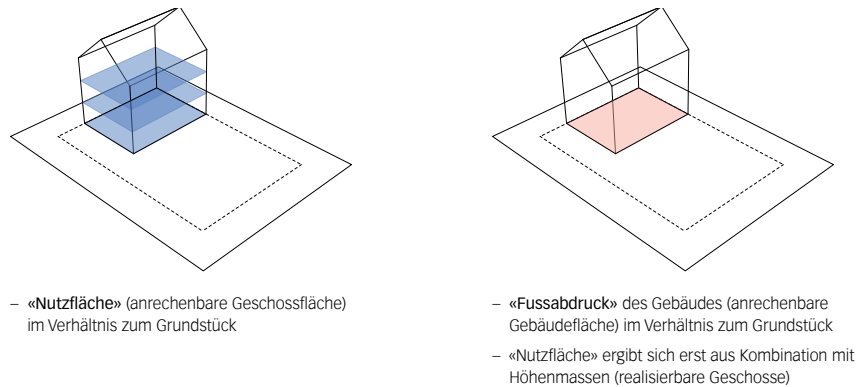 – «Nutzfläche» (anrechenbare Geschossfläche)
im Verhältnis zum Grundstück
– «Fussabdruck» des Gebäudes (anrechenbare
Gebäudefläche) im Verhältnis zum Grundstück
– «Nutzfläche» ergibt sich erst aus Kombination mit
Höhenmassen (realisierbare Geschosse)